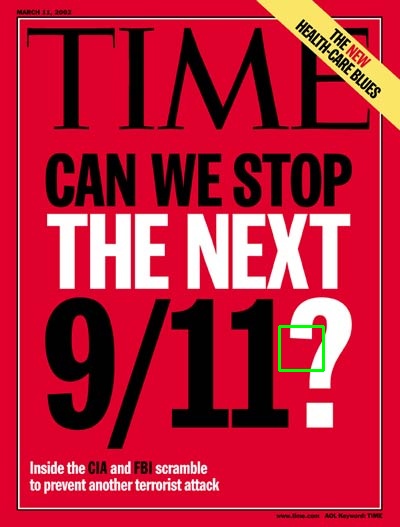 MARCH 11, 2002
TIME
THE NEW
HEALTH-CARE BLUES
CAN WE STOP
THE NEXT
9/11?
Inside the CIA and FBI scramble
to prevent another terrorist attack
www.time.com AOL Keyword: TIME